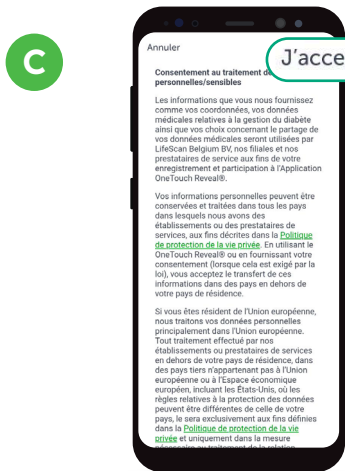 C
Annuler
J'acce
Consentement au traitement
personnelles/sensibles
Les informations que vous nous fournissez
comme vos coordonnées, vos données
médicales relatives à la gestion du diabète
ainsi que vos choix concernant le partage de
vos données médicales seront utilisées par
LifeScan Belgium BV, nos filiales et nos
prestataires de service aux fins de votre
enregistrement et participation à l'Application
OneTouch Reveal®.
Vos informations personnelles peuvent être
conservées et traitées dans tous les pays
dans lesquels nous avons des
établissements ou des prestataires de
services, aux fins décrites dans la Politique
de protection de la vie privée. En utilisant le
OneTouch Reveal® ou en fournissant votre
consentement (lorsque cela est exigé par la
loi), vous acceptez le transfert de ces
informations dans des pays en dehors de
votre pays de résidence.
Si vous êtes résident de l'Union européenne,
nous traitons vos données personnelles
principalement dans l'Union européenne.
Tout traitement effectué par nos
établissements ou prestataires de services
en dehors de votre pays de résidence, dans
des pays tiers n'appartenant pas à l'Union
européenne ou à l'Espace économique
européen, incluant les États-Unis, où les
règles relatives à la protection des données
peuvent être différentes de celle de votre
pays, le sera exclusivement aux fins définies
dans la Politique de protection de la vie
privée et uniquement dans la mesure